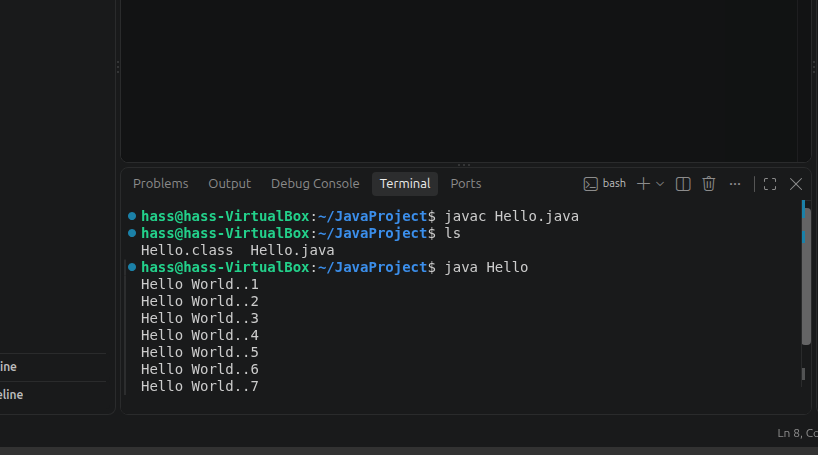 Problems Output Debug Console Terminal Ports bash
hass@hass-VirtualBox:~/JavaProject$ javac Hello.java
hass@hass-VirtualBox:~/JavaProject$ ls
Hello.class  Hello.java
hass@hass-VirtualBox:~/JavaProject$ java Hello
Hello World..1
Hello World..2
Hello World..3
Hello World..4
Hello World..5
Hello World..6
Hello World..7
ine
eline
Ln 8, Co